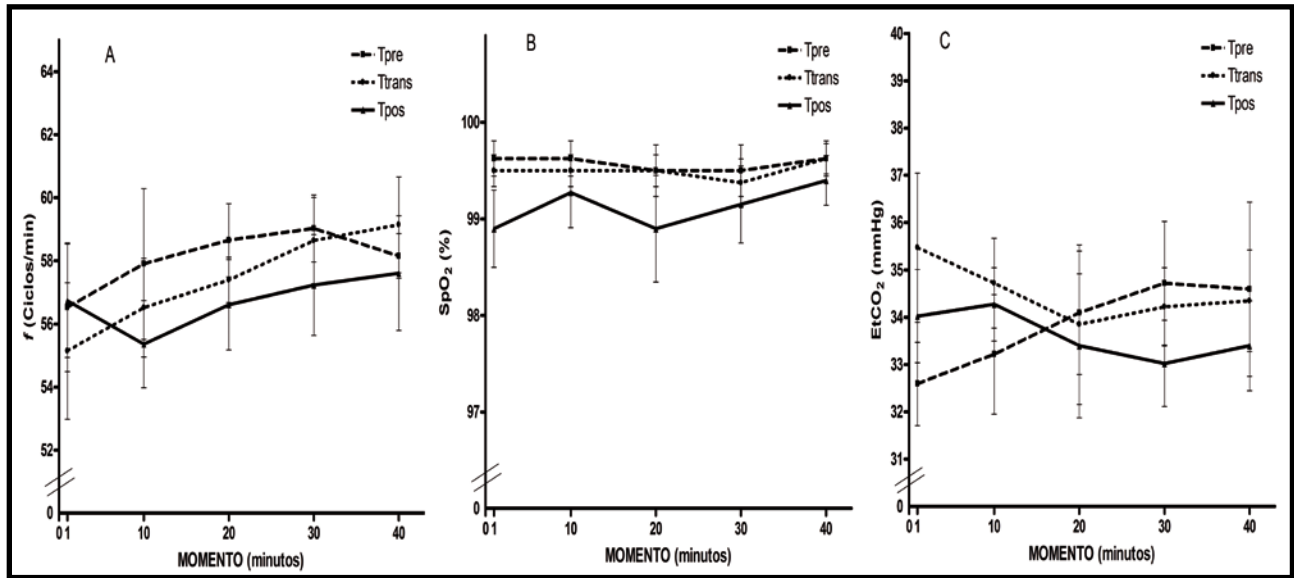 A
Tpre
Ttrans
Tpos
f (Ciclos/min)
64
62
60
58
56
54
52
0
0 1 10 20 30 40
MOMENTO (minutos)
B
Tpre
Ttrans
Tpos
SpO₂ (%)
100
99
98
97
0
0 1 10 20 30 40
MOMENTO (minutos)
C
Tpre
Ttrans
Tpos
EtCO₂ (mmHg)
40
39
38
37
36
35
34
33
32
31
0
0 1 10 20 30 40
MOMENTO (minutos)